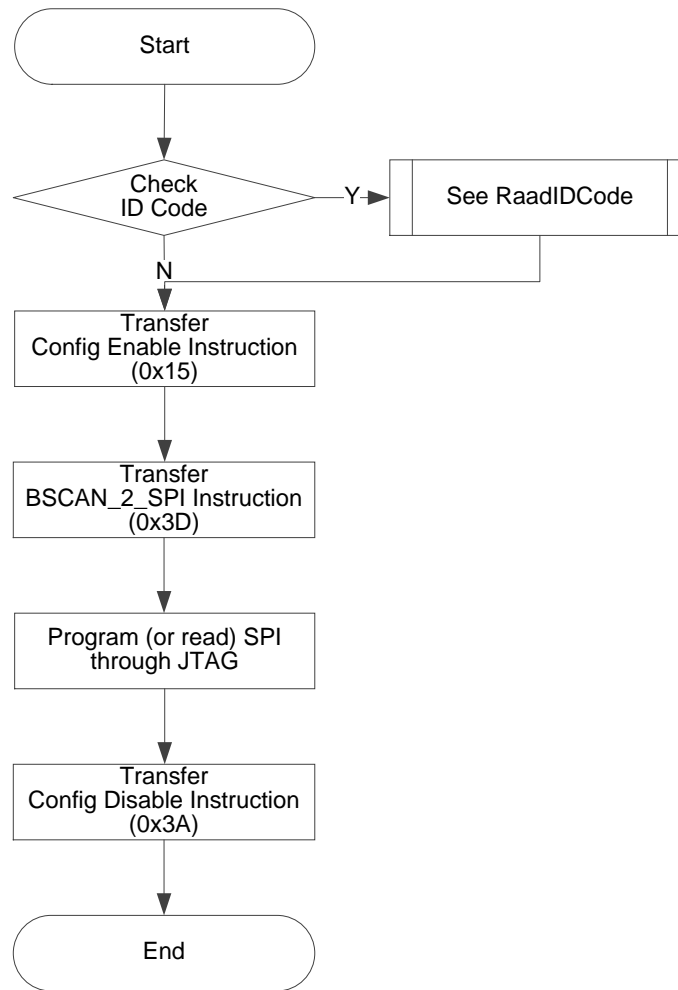 Start
Check
ID Code
Y
See RaadIDCode
N
Transfer
Config Enable Instruction
(0x15)
Transfer
BSCAN_2_SPI Instruction
(0x3D)
Program (or read) SPI
through JTAG
Transfer
Config Disable Instruction
(0x3A)
End